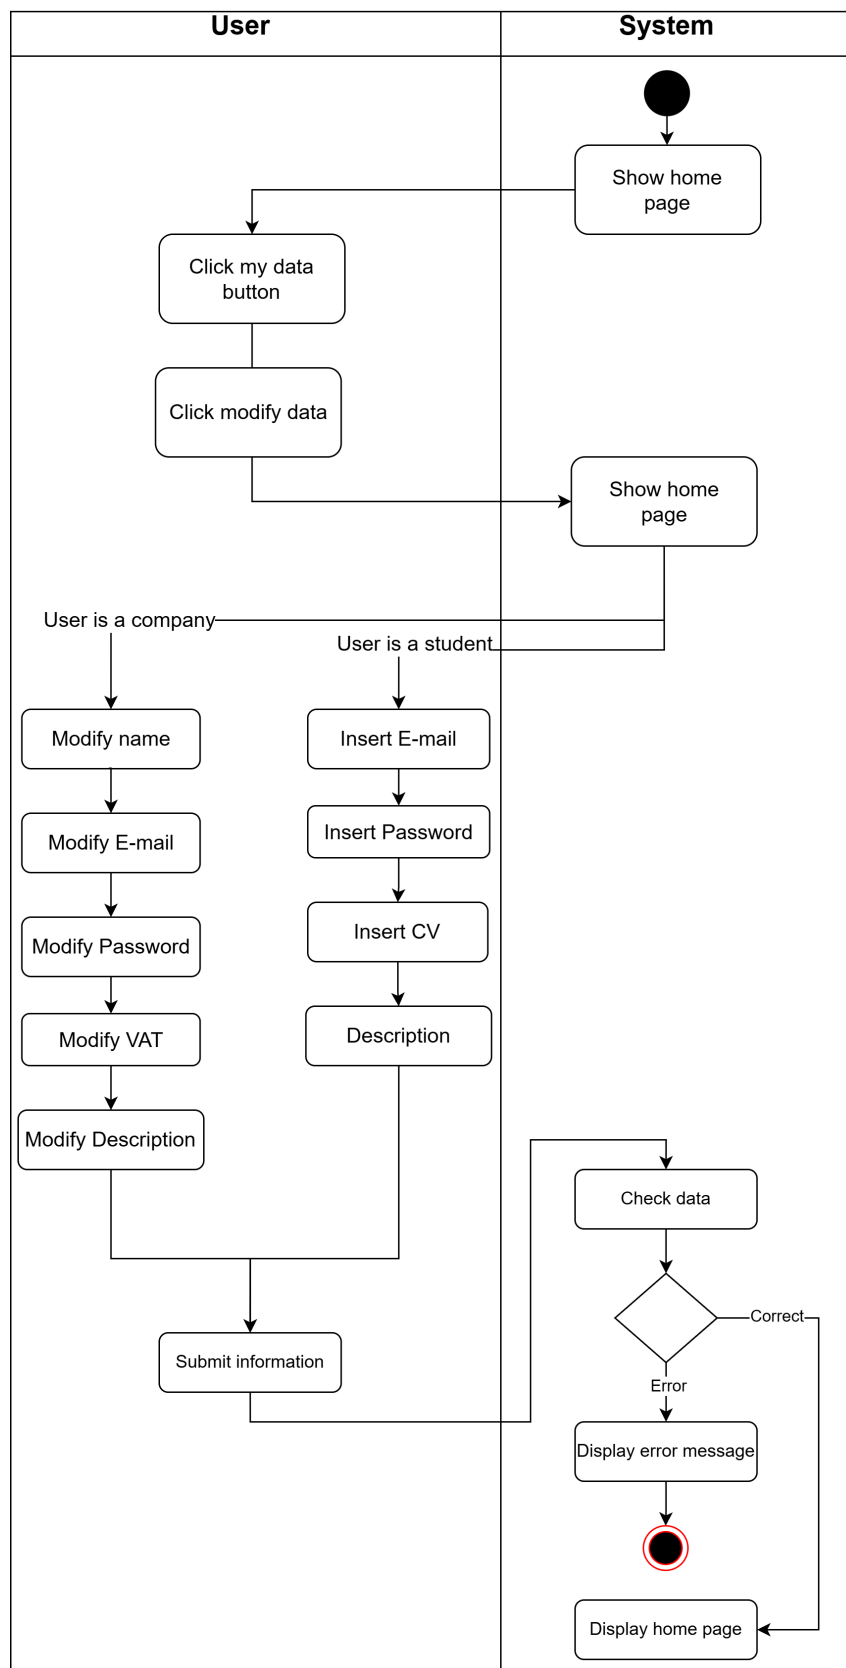 User
System
Show home
page
Click my data
button
Click modify data
Show home
page
User is a company
User is a student
Modify name
Insert E-mail
Modify E-mail
Insert Password
Modify Password
Insert CV
Modify VAT
Description
Modify Description
Check data
Correct
Submit information
Error
Display error message
Display home page